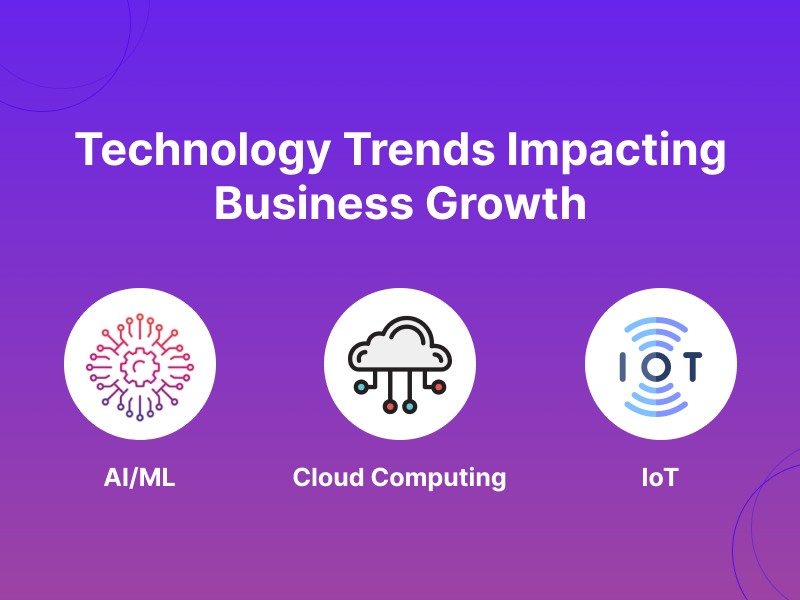 Technology Trends Impacting
Business Growth
IOT
AI/ML
Cloud Computing
IoT